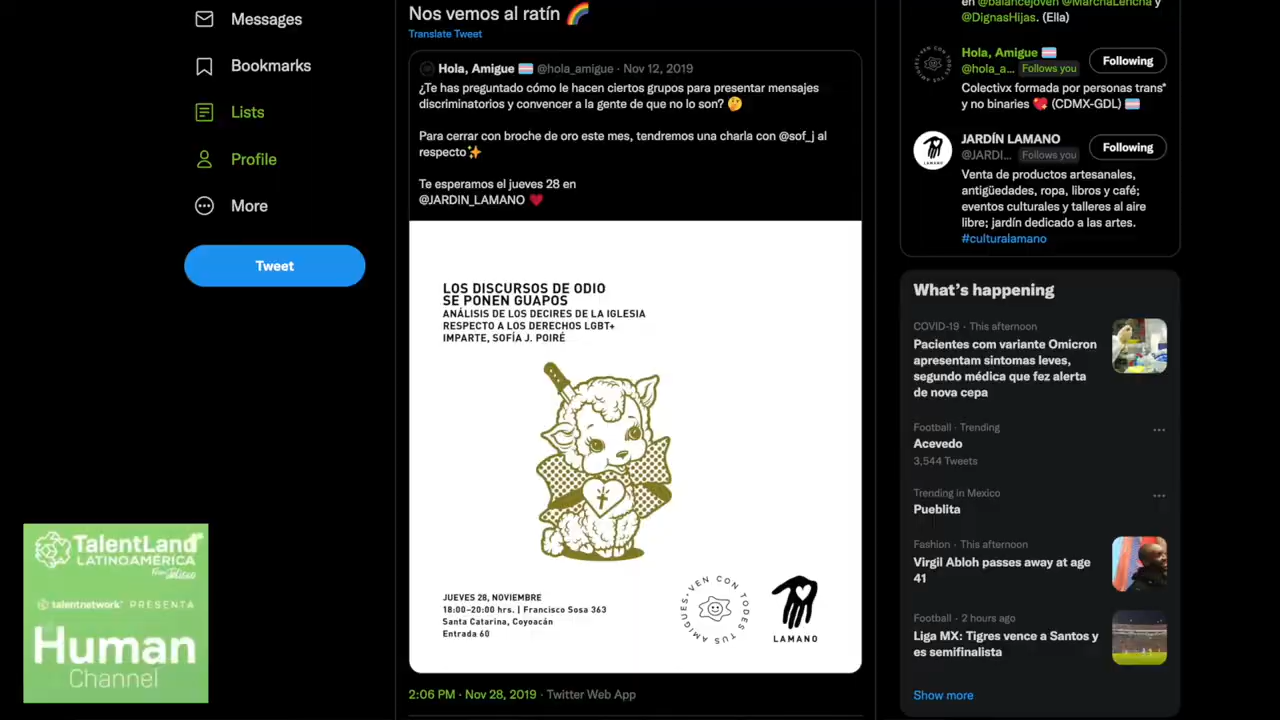 Messages
Bookmarks
Lists
Profile
More
Tweet
Nos vemos al ratín
Translate Tweet
Hola, Amigue @hola_amigue · Nov 12, 2019
¿Te has preguntado cómo le hacen ciertos grupos para presentar mensajes
discriminatorios y convencer a la gente de que no lo son?
Para cerrar con broche de oro este mes, tendremos una charla con @sof_j al
respecto
Te esperamos el jueves 28 en
@JARDIN_LAMANO
LOS DISCURSOS DE ODIO
SE PONEN GUAPOS
ANÁLISIS DE LOS DECIRES DE LA IGLESIA
RESPECTO A LOS DERECHOS LGBT+
IMPARTE, SOFÍA J. POIRÉ
JUEVES 28, NOVIEMBRE
18:00-20:00 hrs. | Francisco Sosa 363
Santa Catarina, Coyoacán
Entrada 60
VEN CON TODES TUS AMIGUES
LAMANO
2:06 PM · Nov 28, 2019 · Twitter Web App
en @balancejoven @MarchaLencha y
@DignasHijas. (Ella)
Hola, Amigue
@hola_a... Follows you
Following
Colectivx formada por personas trans*
y no binaries (CDMX-GDL)
JARDÍN LAMANO
@JARDI... Follows you
Following
Venta de productos artesanales,
antigüedades, ropa, libros y café;
eventos culturales y talleres al aire
libre; jardín dedicado a las artes.
#culturalamano
LAMANO
What's happening
COVID-19 · This afternoon
Pacientes com variante Omicron
apresentam sintomas leves,
segundo médica que fez alerta
de nova cepa
Football · Trending
Acevedo
3,544 Tweets
Trending in Mexico
Pueblita
Fashion · This afternoon
Virgil Abloh passes away at age
41
Football · 2 hours ago
Liga MX: Tigres vence a Santos y
es semifinalista
Show more
TalentLand
LATINOAMÉRICA
From Jalisco
talentnetwork PRESENTA
Human
Channel